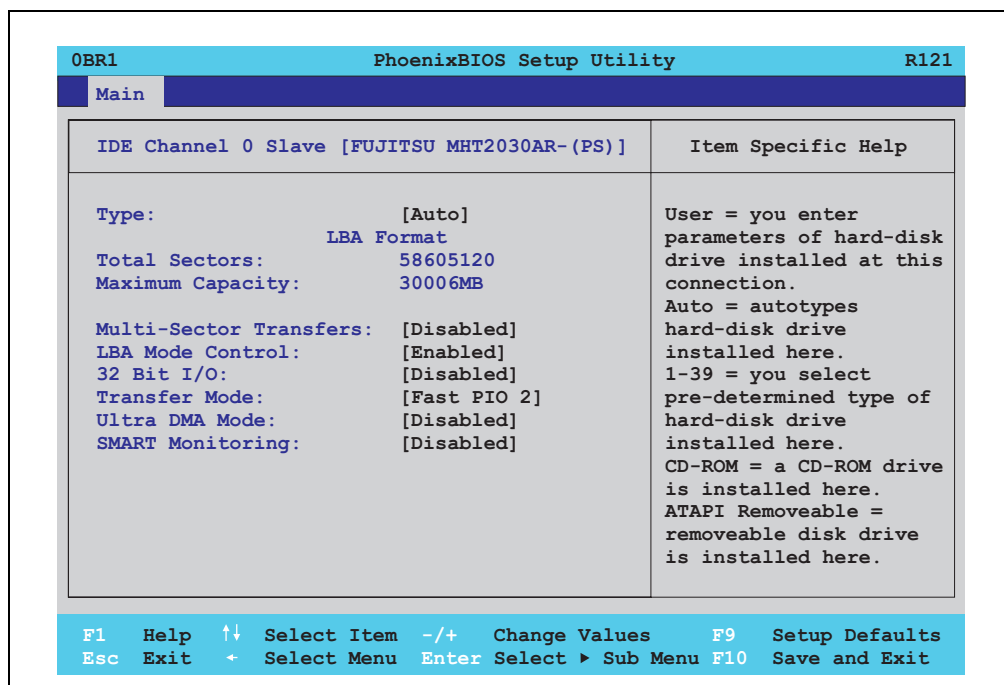 0BR1 PhoenixBIOS Setup Utility R121
Main
IDE Channel 0 Slave [FUJITSU MHT2030AR-(PS)]
Type: [Auto]
LBA Format
Total Sectors: 58605120
Maximum Capacity: 30006MB
Multi-Sector Transfers: [Disabled]
LBA Mode Control: [Enabled]
32 Bit I/O: [Disabled]
Transfer Mode: [Fast PIO 2]
Ultra DMA Mode: [Disabled]
SMART Monitoring: [Disabled]
Item Specific Help
User = you enter
parameters of hard-disk
drive installed at this
connection.
Auto = autotypes
hard-disk drive
installed here.
1-39 = you select
pre-determined type of
hard-disk drive
installed here.
CD-ROM = a CD-ROM drive
is installed here.
ATAPI Removeable =
removeable disk drive
is installed here.
F1 Help ↑↓ Select Item -/+ Change Values F9 Setup Defaults
Esc Exit ← Select Menu Enter Select ▶ Sub Menu F10 Save and Exit